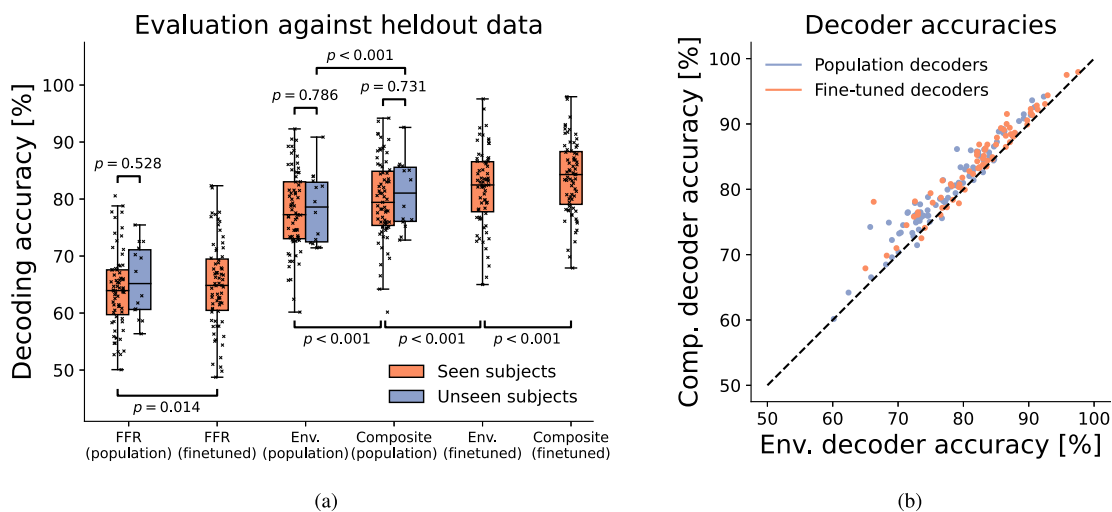 Evaluation against heldout data
Decoding accuracy [%]
100
90
80
70
60
50
p < 0.001
p = 0.786
p = 0.731
p = 0.528
p < 0.001
p < 0.001
p < 0.001
p = 0.014
Seen subjects
Unseen subjects
FFR
(population)
FFR
(finetuned)
Env.
(population)
Composite
(population)
Env.
(finetuned)
Composite
(finetuned)
(a)
Decoder accuracies
Comp. decoder accuracy [%]
100
90
80
70
60
50
Population decoders
Fine-tuned decoders
50
60
70
80
90
100
Env. decoder accuracy [%]
(b)